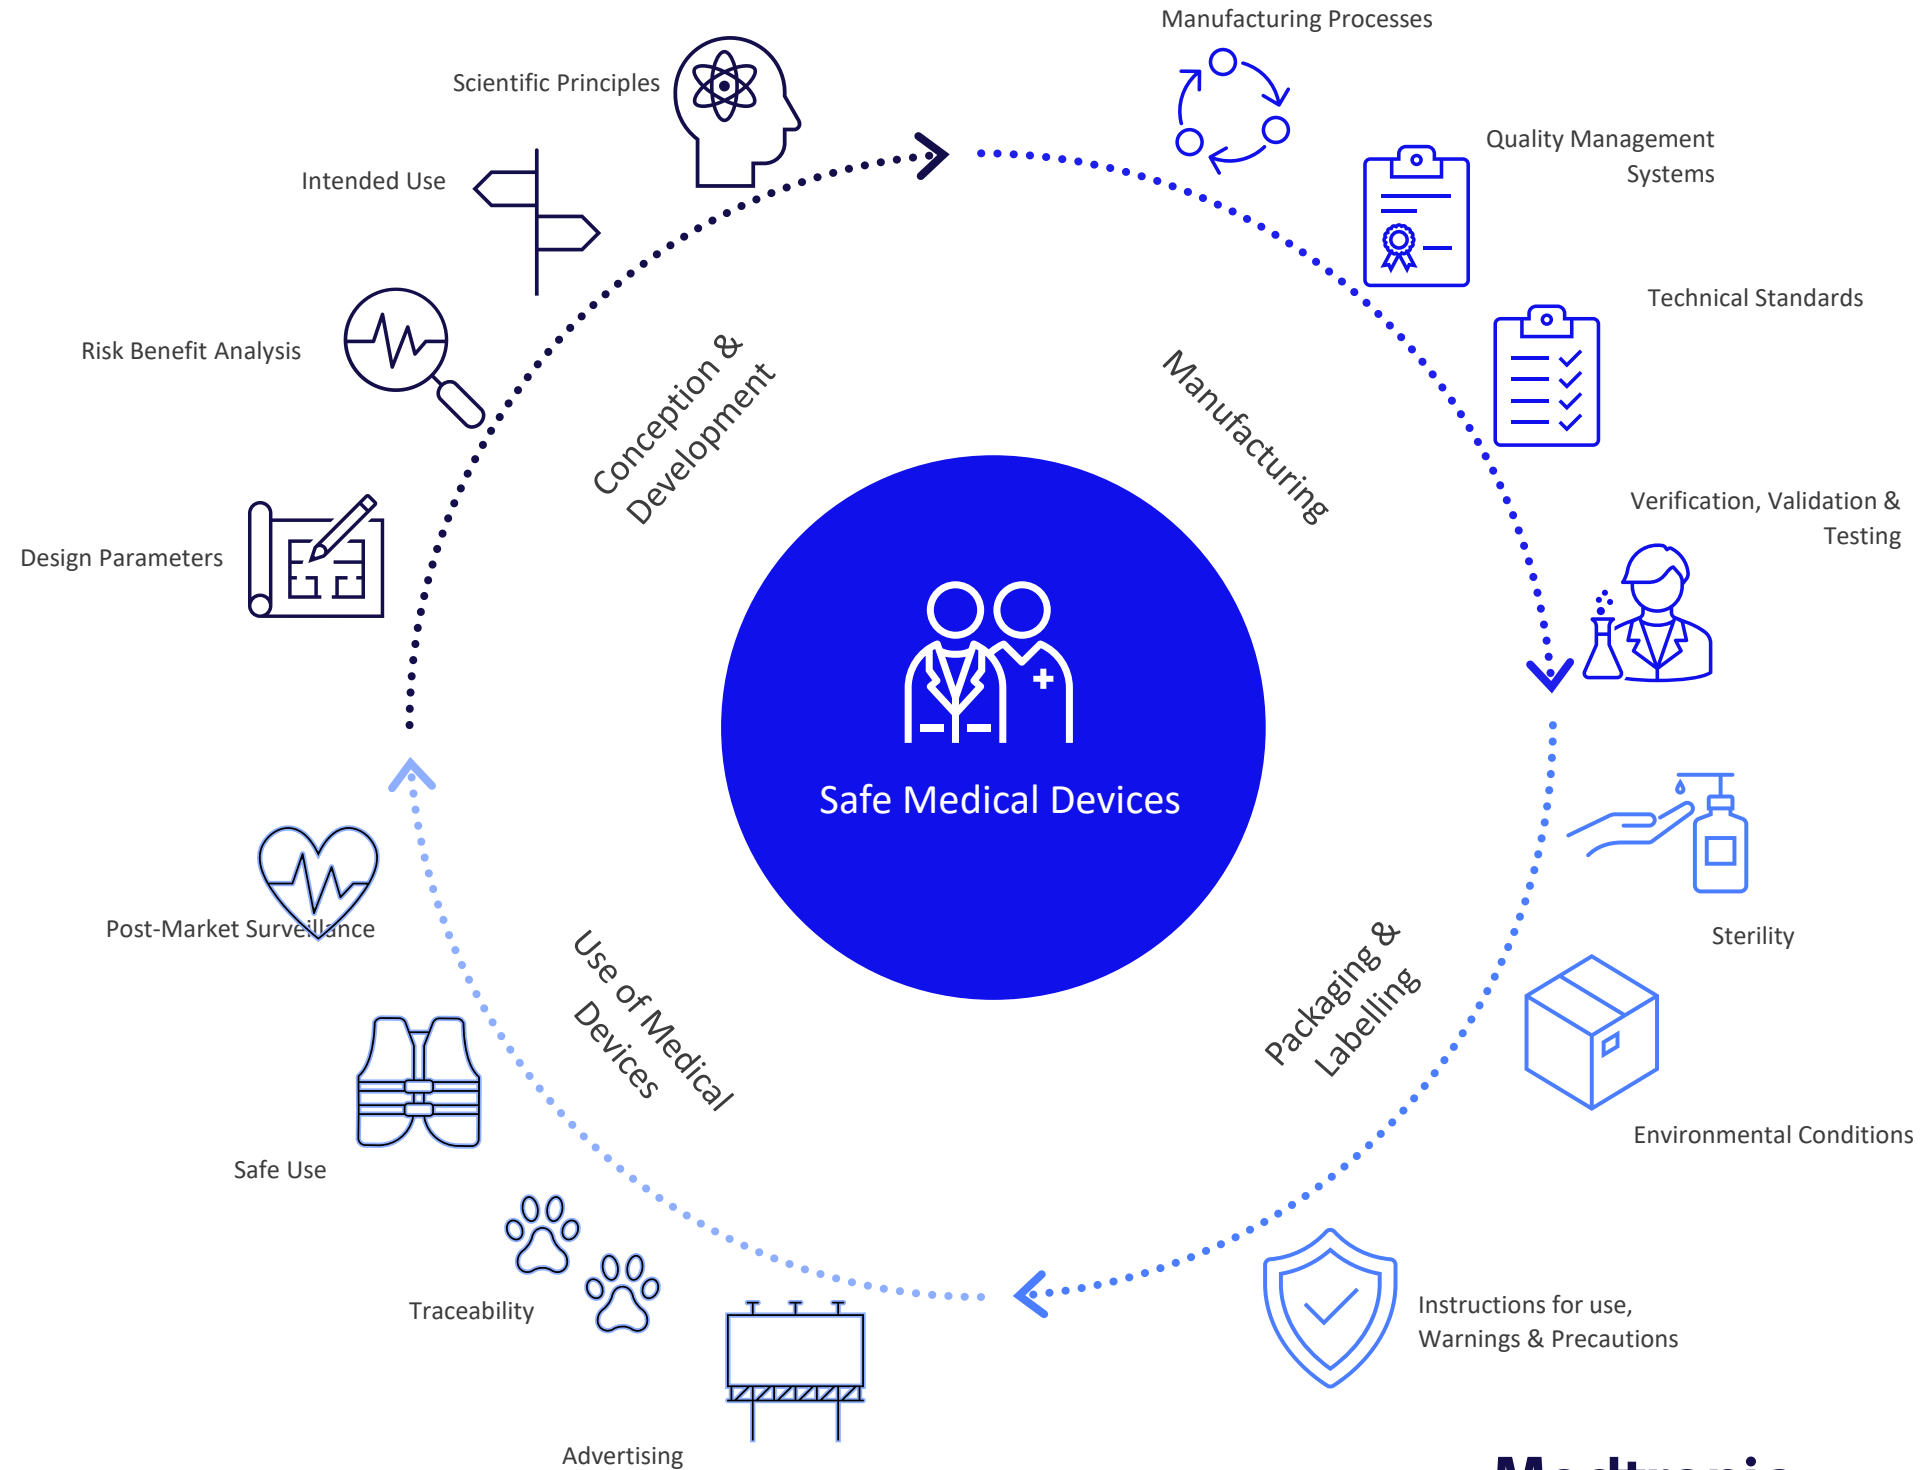 Manufacturing Processes
Scientific Principles
Quality Management
Systems
Intended Use
Technical Standards
Risk Benefit Analysis
Conception &
Development
Manufacturing
Verification, Validation &
Testing
Design Parameters
Safe Medical Devices
Post-Market Surveillance
Sterility
Use of Medical
Devices
Packaging &
Labelling
Environmental Conditions
Safe Use
Traceability
Instructions for use,
Warnings & Precautions
Advertising
Medtronic